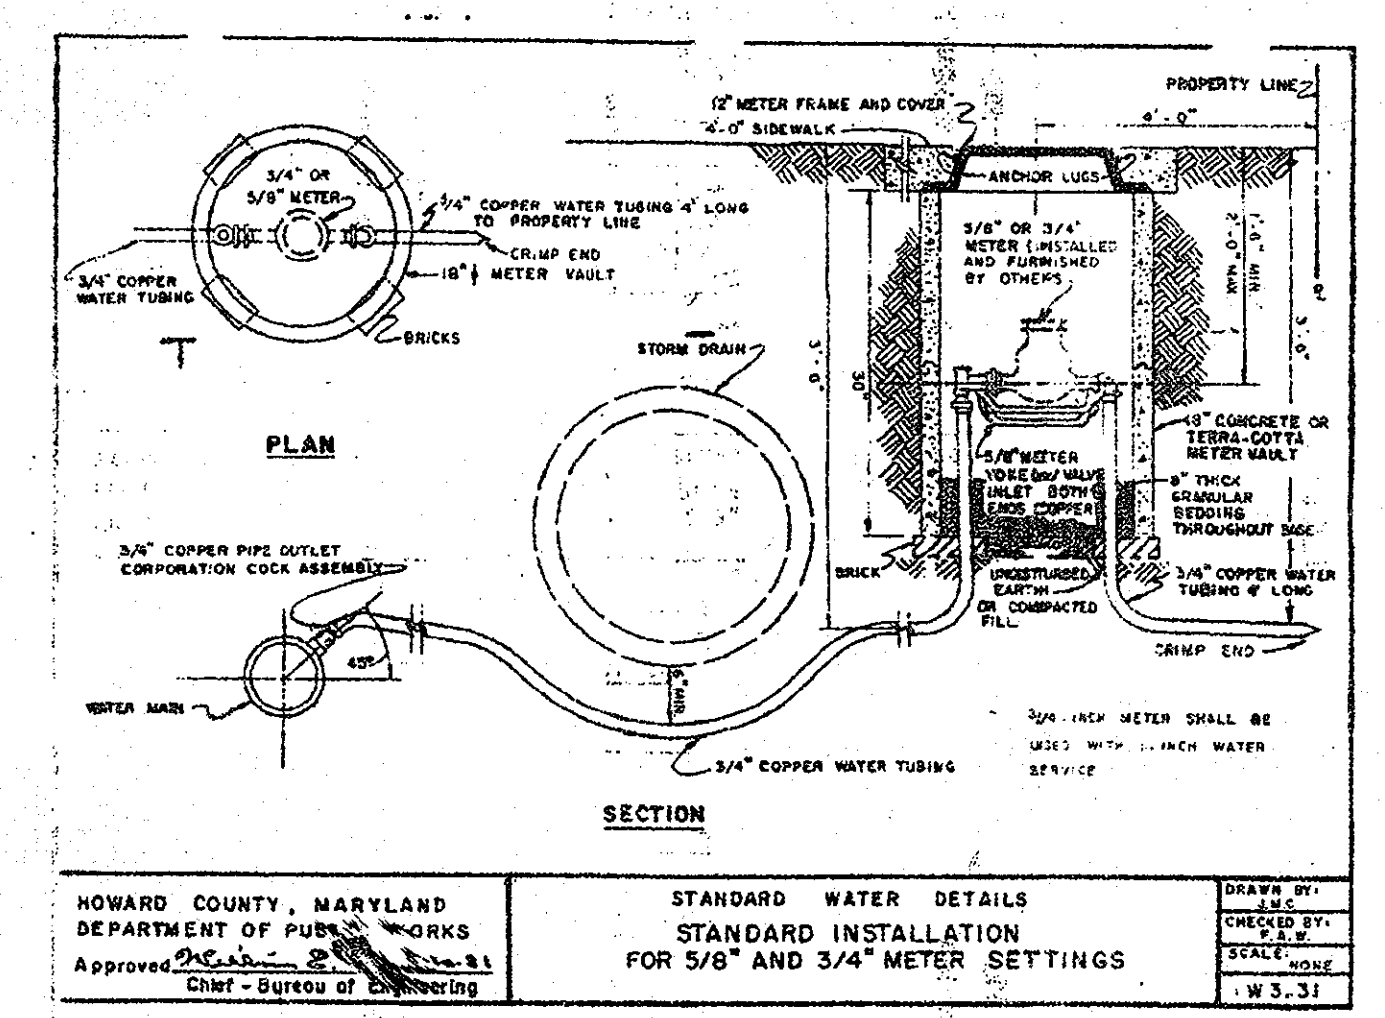 PROPERTY LINE
12" METER FRAME AND COVER
4'-0"
4'-0" SIDEWALK
ANCHOR LUGS
3/4" OR
5/8" METER
3/4" COPPER WATER TUBING 4' LONG
TO PROPERTY LINE
CRIMP END
18" METER VAULT
3/4" COPPER
WATER TUBING
BRICKS
5/8" OR 3/4"
METER (INSTALLED
AND FURNISHED
BY OTHERS
1'-6" MIN.
2'-0" MAX
3'-6"
30"
3'-6"
STORM DRAIN
PLAN
18" CONCRETE OR
TERRA-COTTA
METER VAULT
5/8" METER
YOKE W/ VALVE
INLET BOTH
ENDS COPPER
THICK
GRANULAR
BEDDING
THROUGHOUT BASE
3/4" COPPER PIPE OUTLET
CORPORATION COCK ASSEMBLY
BRICK
UNDISTURBED
EARTH
OR COMPACTED
FILL
3/4" COPPER WATER
TUBING 4' LONG
45°
CRIMP END
6" MIN.
WATER MAIN
3/4 INCH METER SHALL BE
USED WITH INCH WATER
SERVICE
3/4" COPPER WATER TUBING
SECTION
HOWARD COUNTY, MARYLAND
DEPARTMENT OF PUBLIC WORKS
Approved
Chief - Bureau of Engineering
STANDARD WATER DETAILS
STANDARD INSTALLATION
FOR 5/8" AND 3/4" METER SETTINGS
DRAWN BY:
J.M.C
CHECKED BY:
F.A.W.
SCALE:
NONE
W 3.31